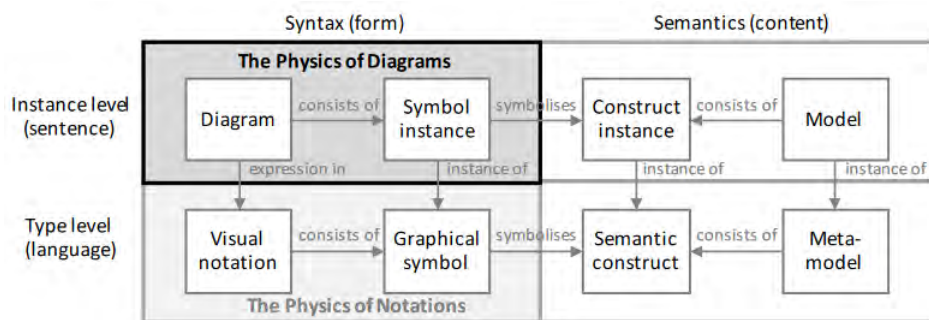 Syntax (form)
Semantics (content)
The Physics of Diagrams
Instance level
(sentence)
Diagram
consists of
Symbol
instance
symbolises
Construct
instance
consists of
Model
expression in
instance of
instance of
instance of
Type level
(language)
Visual
notation
consists of
Graphical
symbol
symbolises
Semantic
construct
consists of
Meta-
model
The Physics of Notations